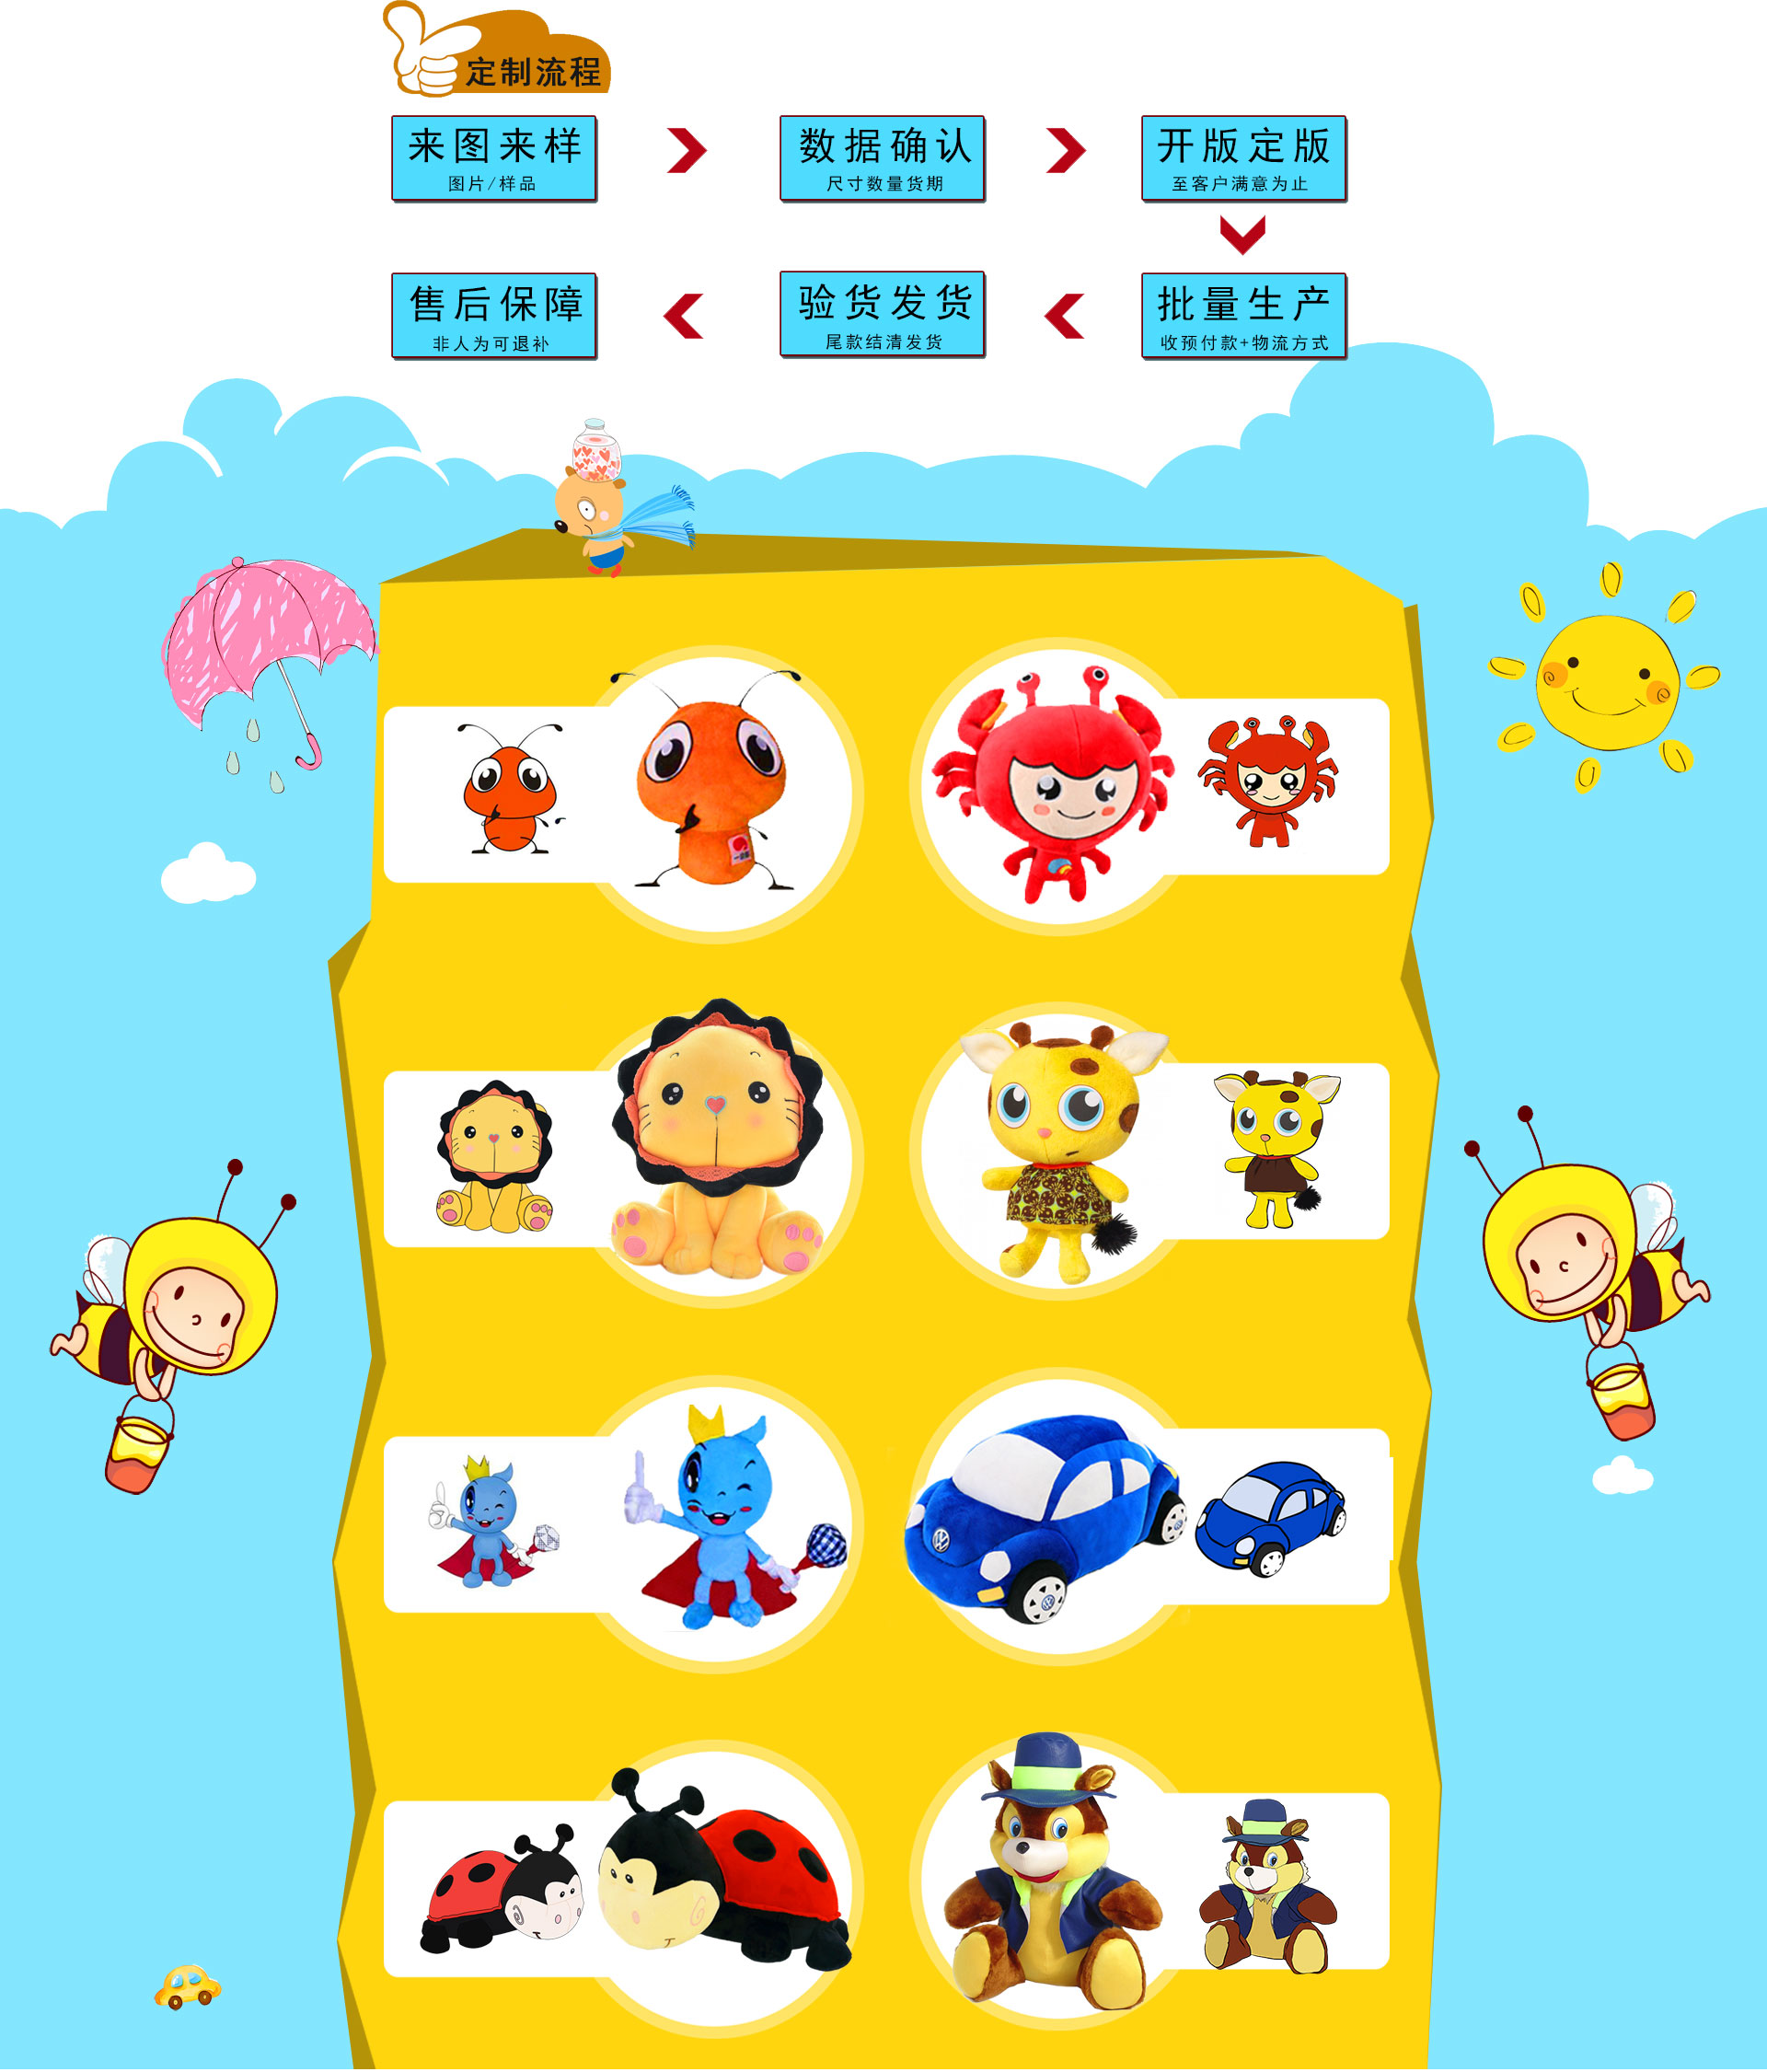 定制流程
来图来样
图片/样品
数据确认
尺寸数量货期
开版定版
至客户满意为止
批量生产
收预付款+物流方式
验货发货
尾款结清发货
售后保障
非人为可退补